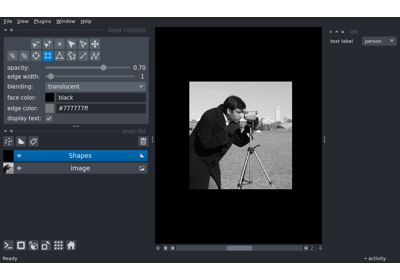 File View Plugins Window Help
layer controls
opacity: 0.70
edge width: 1
blending: translucent
face color: black
edge color: #777777ff
display text:
layer list
Shapes
image
text label person
2 4
Ready
activity